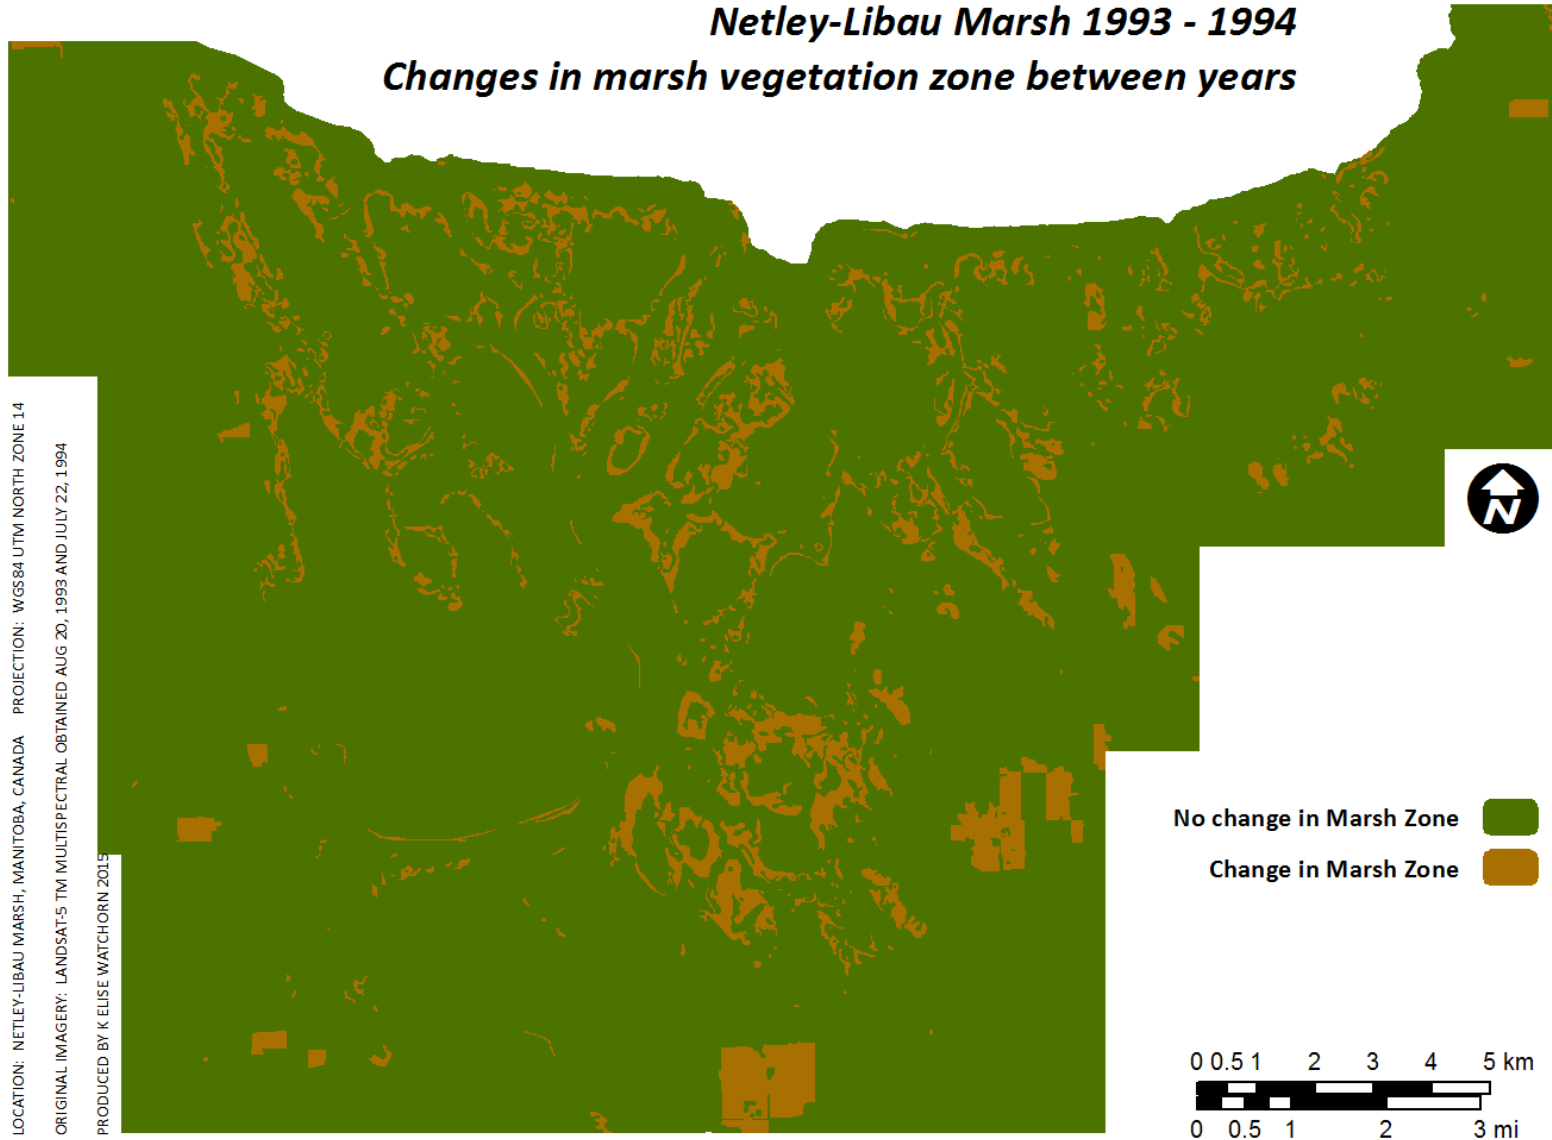 Netley-Libau Marsh 1993 - 1994
Changes in marsh vegetation zone between years
LOCATION: NETLEY-LIBAU MARSH, MANITOBA, CANADA PROJECTION: WGS84 UTM NORTH ZONE 14
ORIGINAL IMAGERY: LANDSAT-5 TM MULTISPECTRAL OBTAINED AUG 20, 1993 AND JULY 22, 1994
PRODUCED BY K ELISE WATCHORN 2015
N
No change in Marsh Zone
Change in Marsh Zone
0 0.5 1 2 3 4 5 km
0 0.5 1 2 3 mi